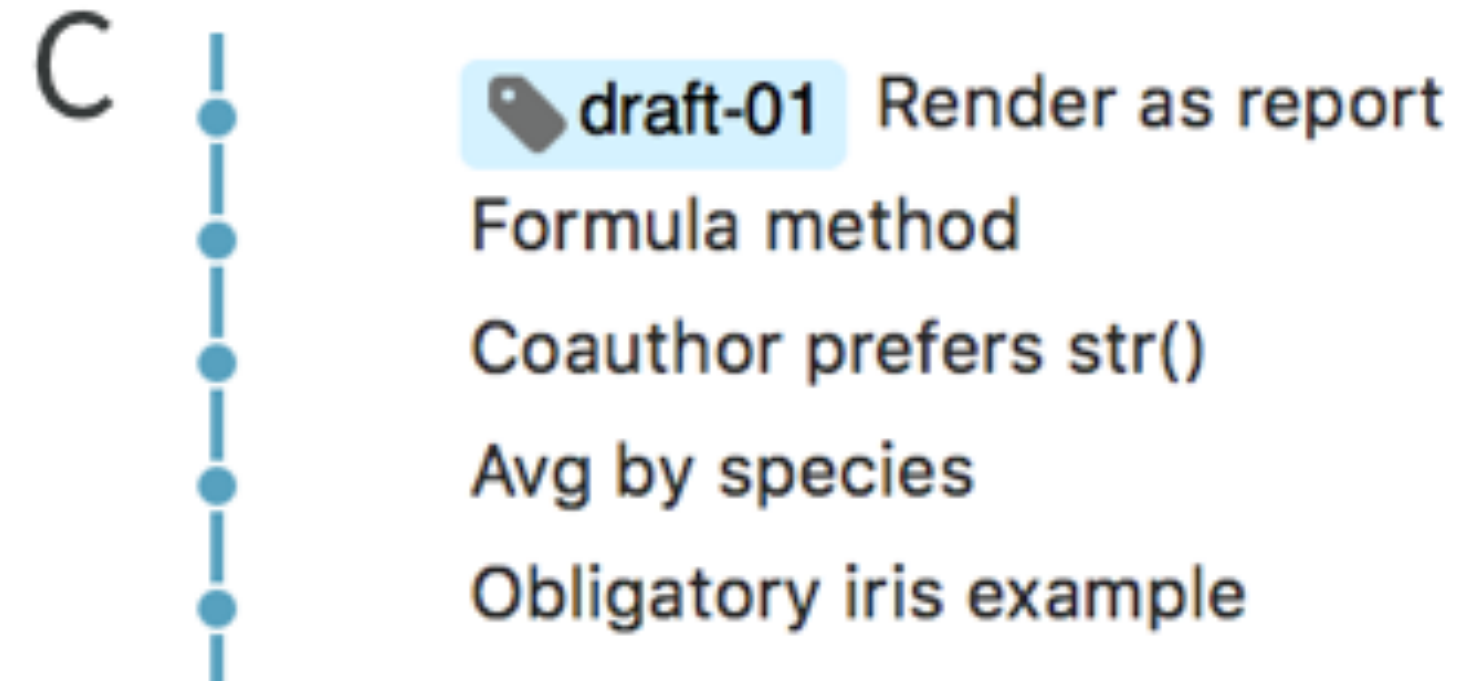 C
draft-01 Render as report
Formula method
Coauthor prefers str()
Avg by species
Obligatory iris example